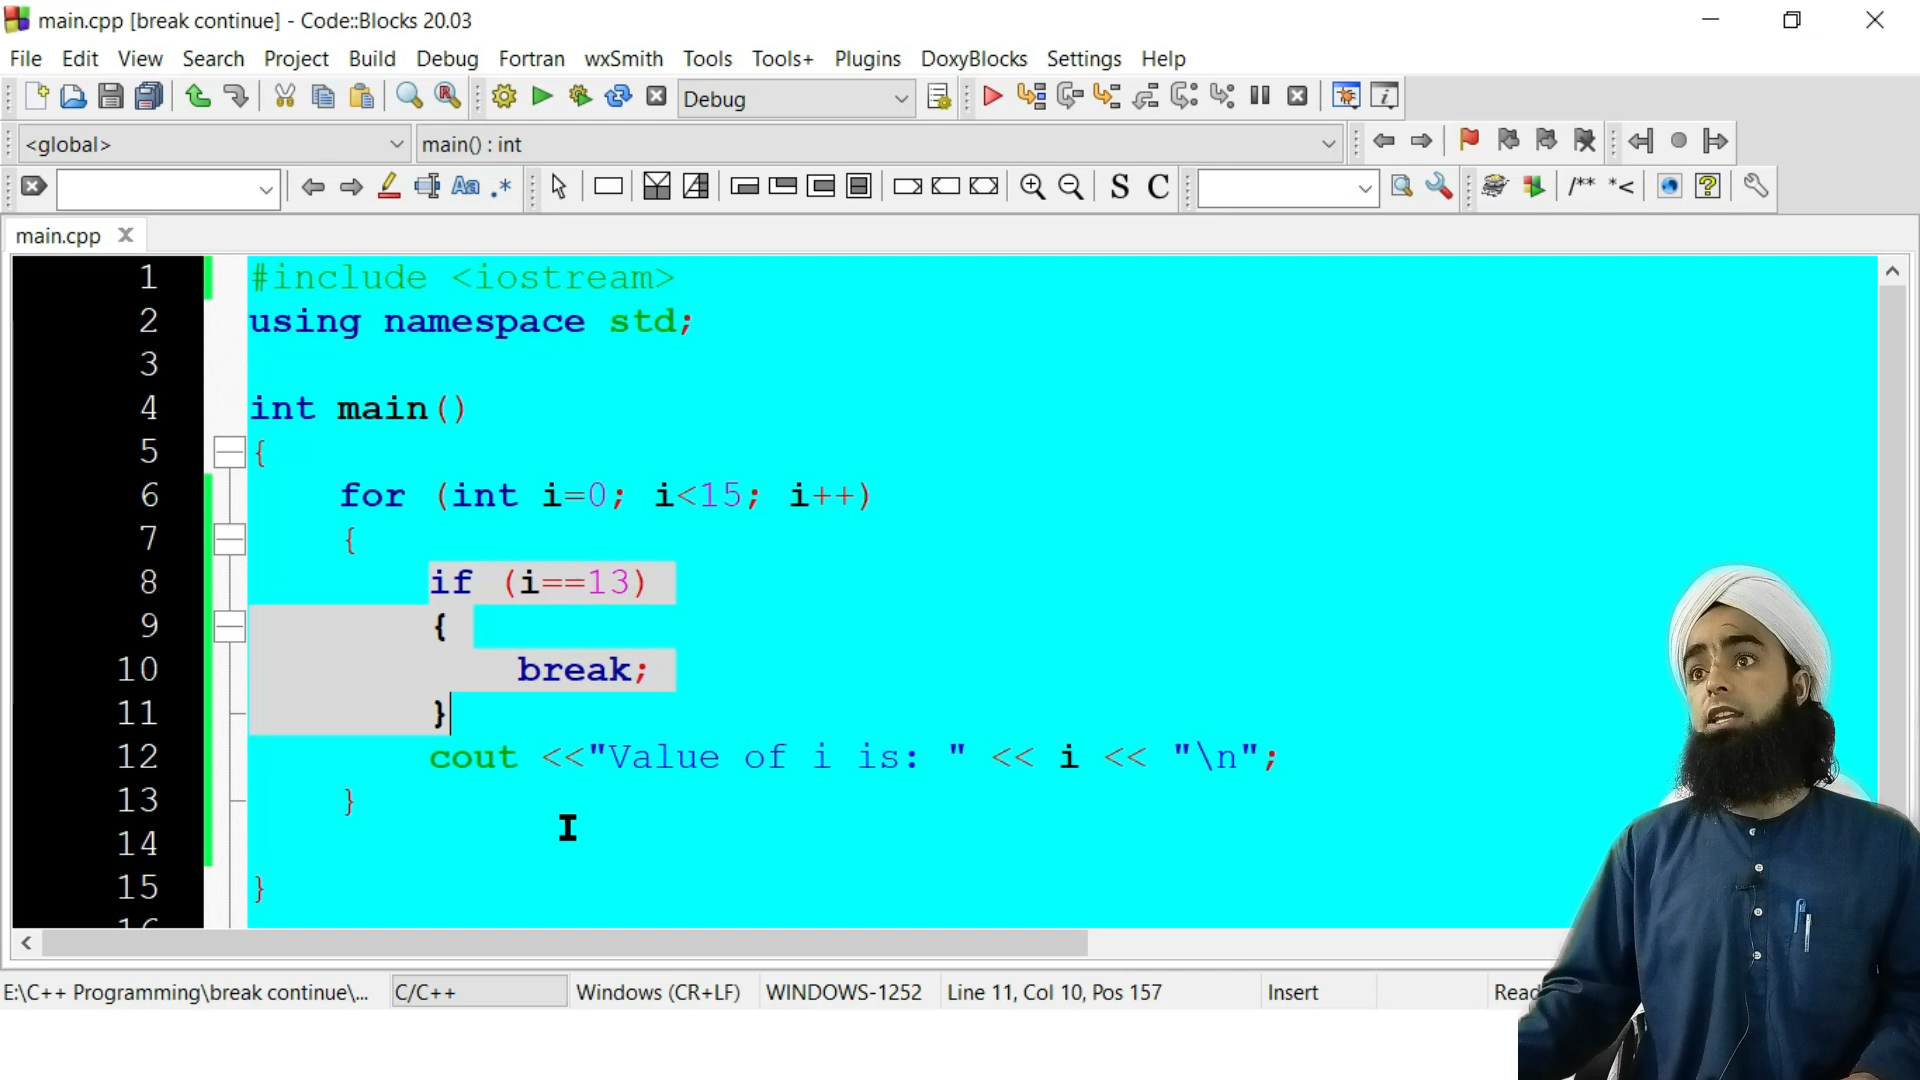 main.cpp [break continue] - Code::Blocks 20.03
File Edit View Search Project Build Debug Fortran wxSmith Tools Tools+ Plugins DoxyBlocks Settings Help
Debug
<global> main() : int
S C /** *<
main.cpp
1 #include <iostream>
2 using namespace std;
3
4 int main()
5 {
6 for (int i=0; i<15; i++)
7 {
8 if (i==13)
9 {
10 break;
11 }
12 cout <<"Value of i is: " << i << "\n";
13 }
14
15 }
E:\C++ Programming\break continue\... C/C++ Windows (CR+LF) WINDOWS-1252 Line 11, Col 10, Pos 157 Insert